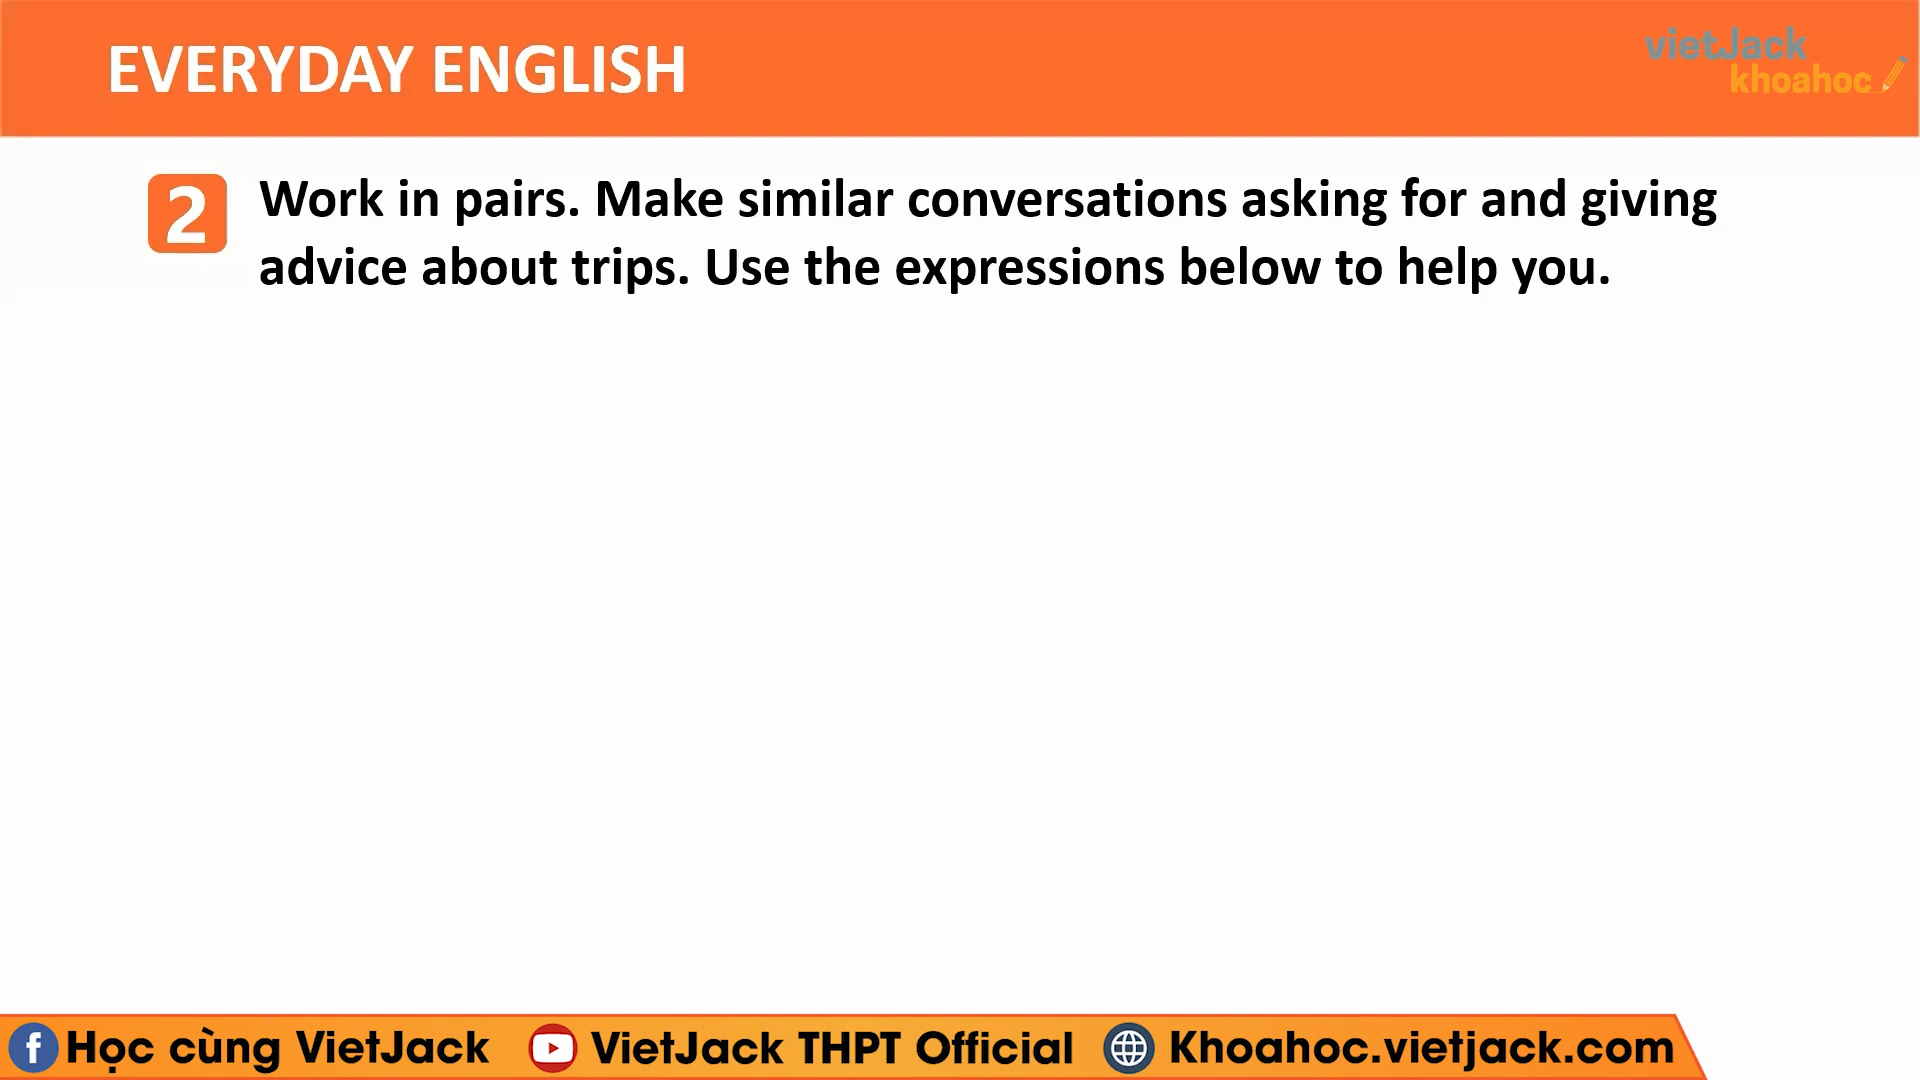 EVERYDAY ENGLISH
vietJack
khoahoc
2
Work in pairs. Make similar conversations asking for and giving
advice about trips. Use the expressions below to help you.
Học cùng VietJack
VietJack THPT Official
Khoahoc.vietjack.com